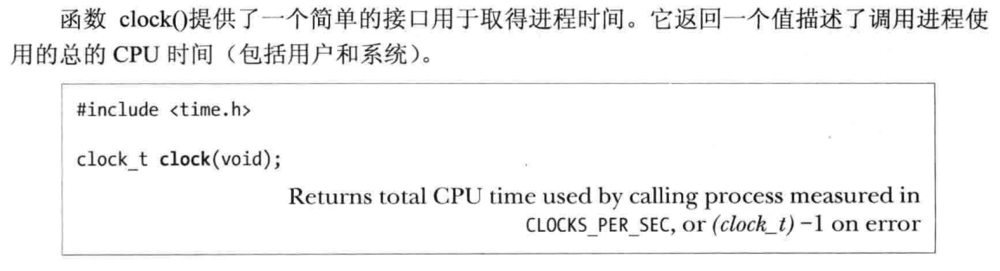 函数 clock()提供了一个简单的接口用于取得进程时间。它返回一个值描述了调用进程使
用的总的 CPU 时间（包括用户和系统）。
#include <time.h>
clock_t clock(void);
Returns total CPU time used by calling process measured in
CLOCKS_PER_SEC, or (clock_t) −1 on error